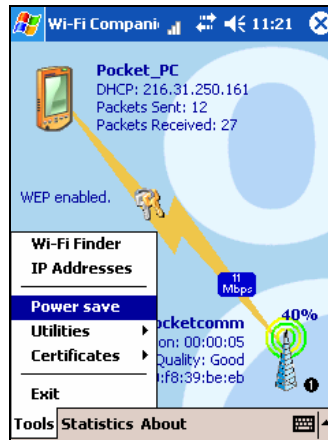 Wi-Fi Compani 11:21
Pocket_PC
DHCP: 216.31.250.161
Packets Sent: 12
Packets Received: 27
WEP enabled.
11
Mbps
40%
Wi-Fi Finder
IP Addresses
Power save
Utilities
Certificates
Exit
ocketcomm
on: 00:00:05
Quality: Good
:f8:39:be:eb
1
Tools Statistics About